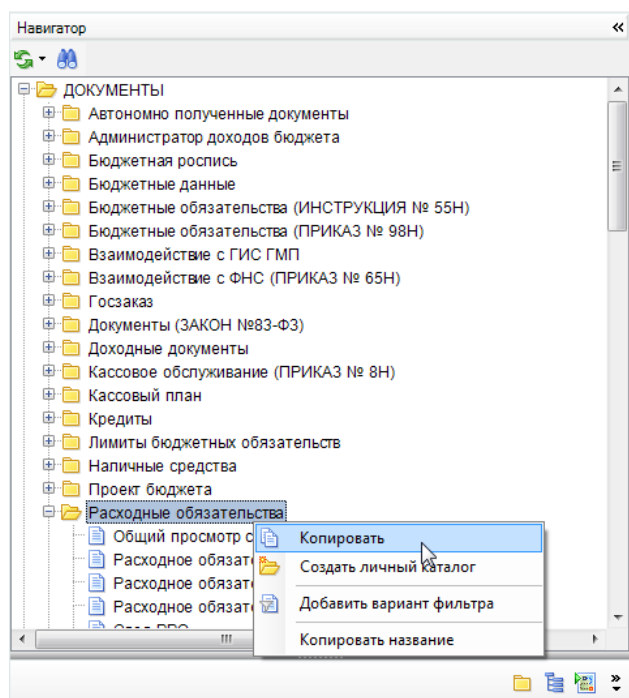 Навигатор
ДОКУМЕНТЫ
Автономно полученные документы
Администратор доходов бюджета
Бюджетная роспись
Бюджетные данные
Бюджетные обязательства (ИНСТРУКЦИЯ № 55Н)
Бюджетные обязательства (ПРИКАЗ № 98Н)
Взаимодействие с ГИС ГМП
Взаимодействие с ФНС (ПРИКАЗ № 65Н)
Госзаказ
Документы (ЗАКОН №83-ФЗ)
Доходные документы
Кассовое обслуживание (ПРИКАЗ № 8Н)
Кассовый план
Кредиты
Лимиты бюджетных обязательств
Наличные средства
Проект бюджета
Расходные обязательства
Общий просмотр с
Расходное обязат
Расходное обязат
Расходное обязат
Копировать
Создать личный каталог
Добавить вариант фильтра
Копировать название